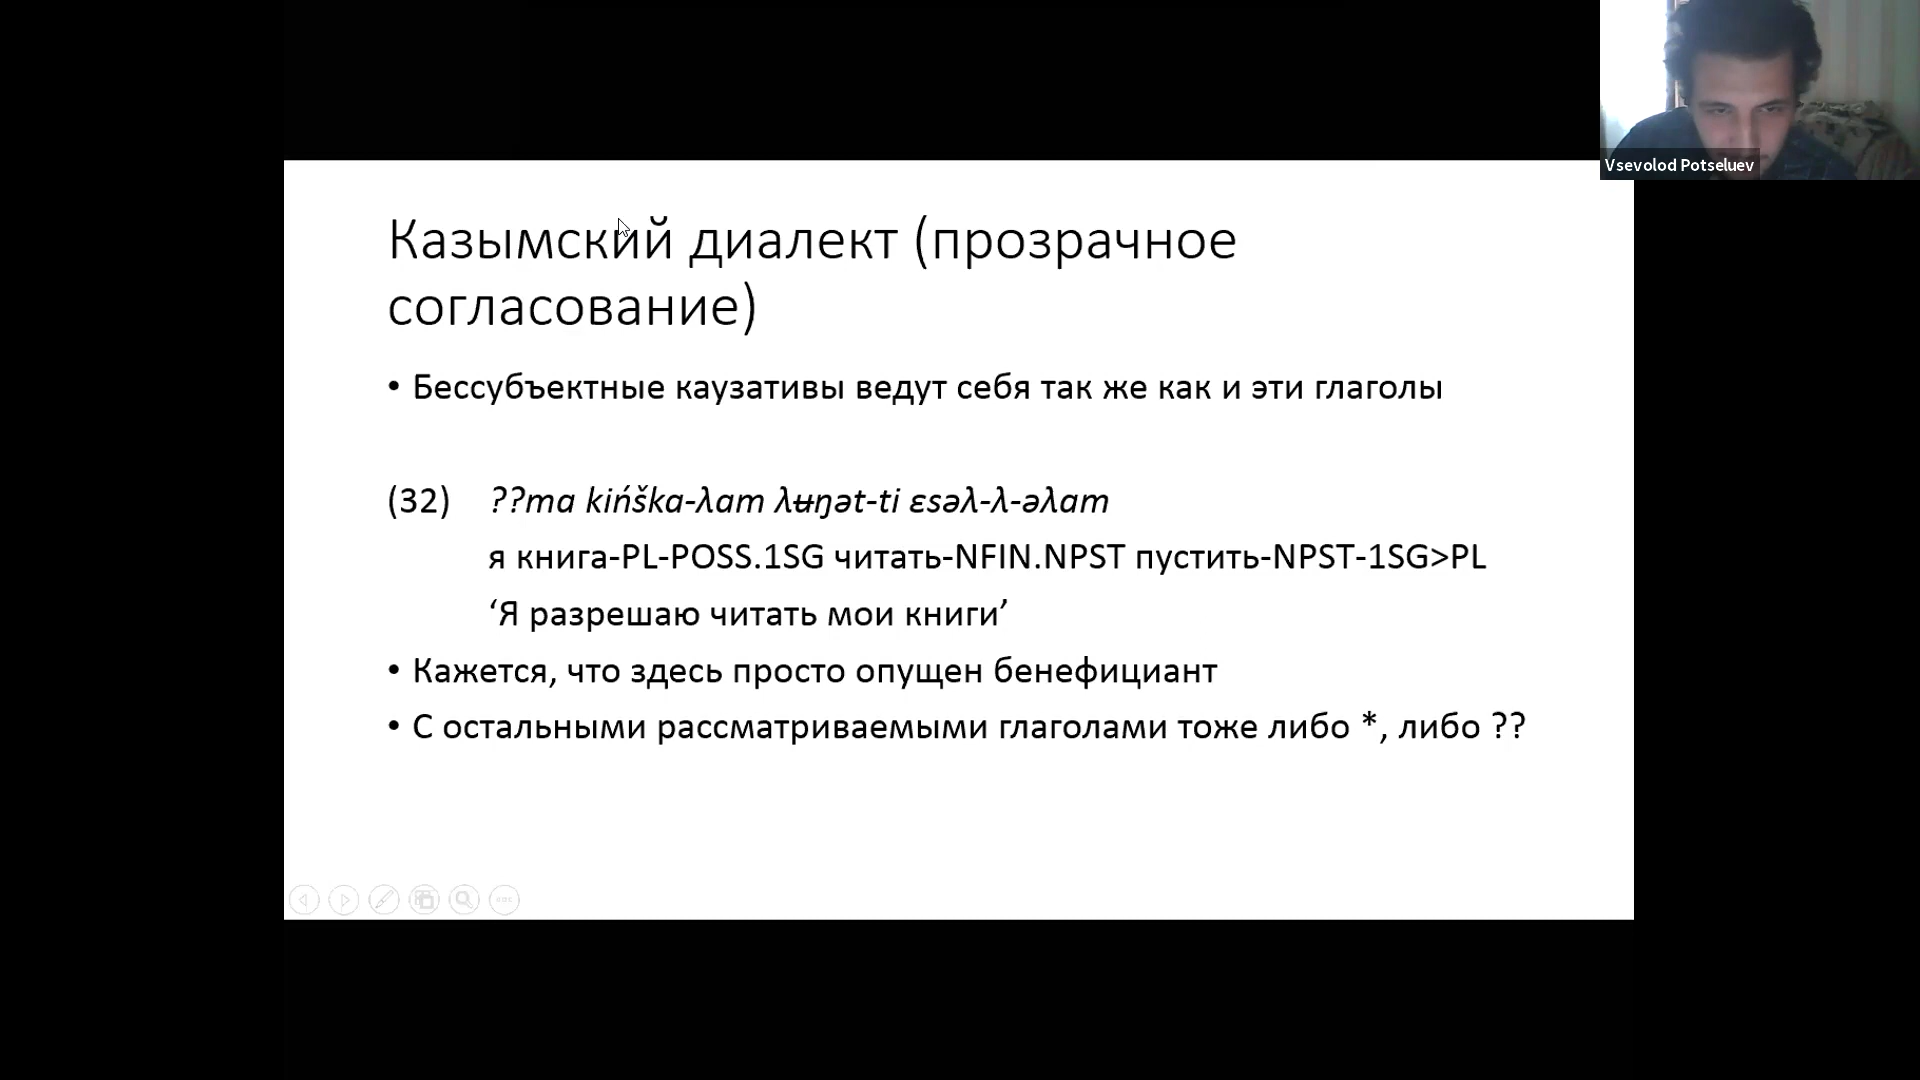 Vsevolod Potseluev
Казымский диалект (прозрачное
согласование)
• Бессубъектные каузативы ведут себя так же как и эти глаголы
(32) ??ma kińška-λam λʉŋət-ti ɛsəλ-λ-əλam
я книга-PL-POSS.1SG читать-NFIN.NPST пустить-NPST-1SG>PL
‘Я разрешаю читать мои книги’
• Кажется, что здесь просто опущен бенефициант
• С остальными рассматриваемыми глаголами тоже либо *, либо ??